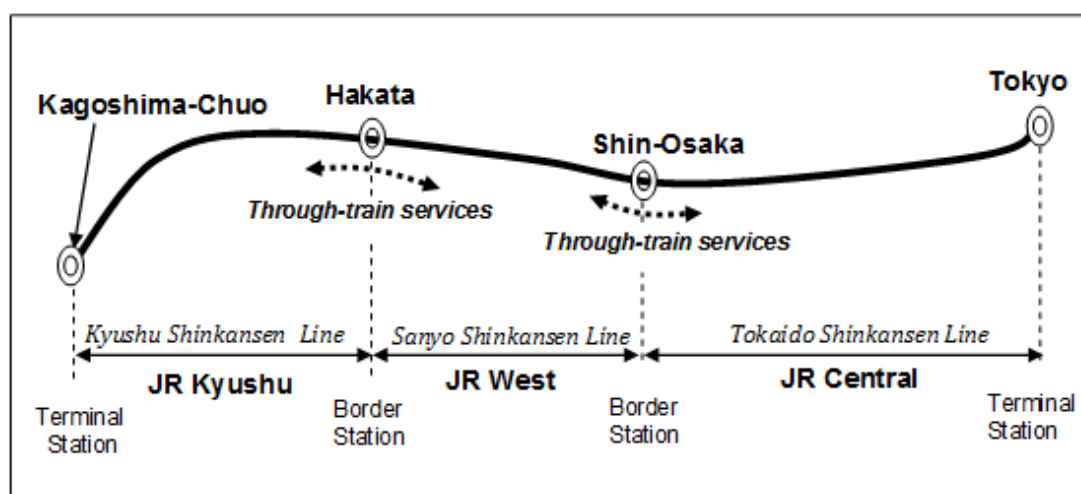 Tokyo
Hakata
Kagoshima-Chuo
Shin-Osaka
Through-train services
Through-train services
Kyushu Shinkansen Line
Sanyo Shinkansen Line
Tokaido Shinkansen Line
JR Kyushu
JR West
JR Central
Terminal
Station
Border
Station
Border
Station
Terminal
Station